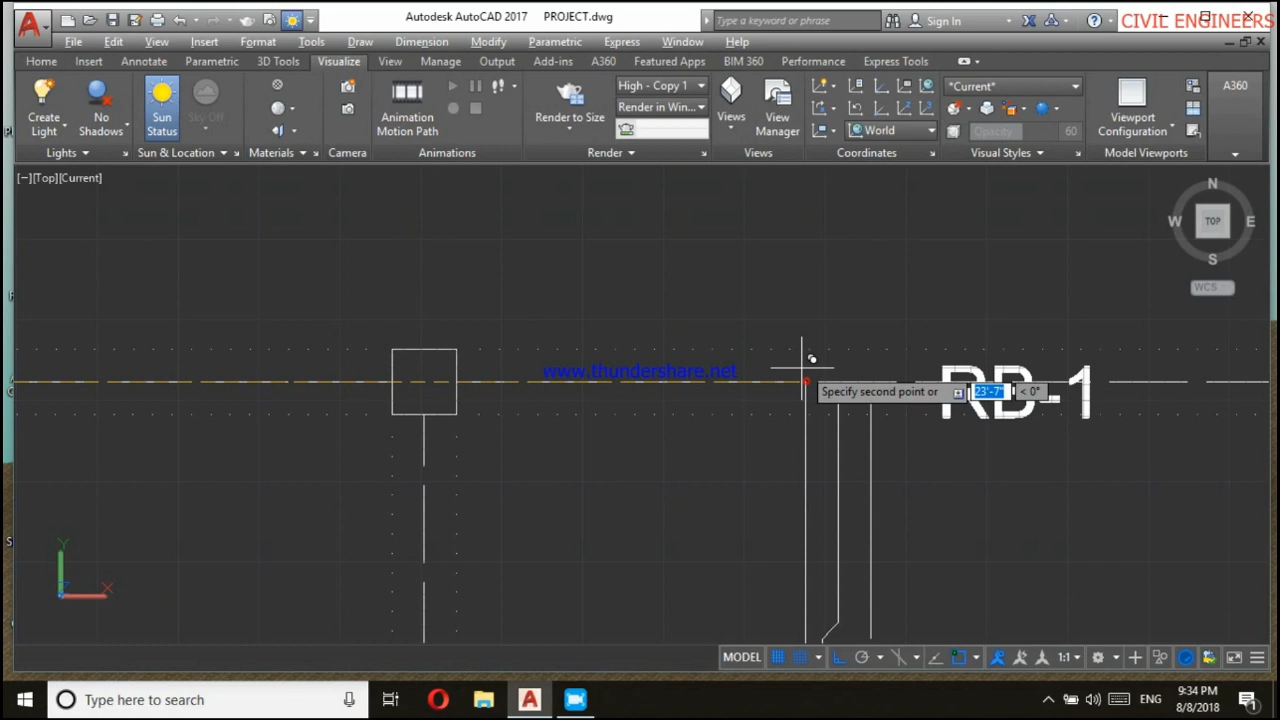 Autodesk AutoCAD 2017 PROJECT.dwg
Type a keyword or phrase
Sign In
CIVIL ENGINEERS
File Edit View Insert Format Tools Draw Dimension Modify Parametric Express Window Help
Home Insert Annotate Parametric 3D Tools Visualize View Manage Output Add-ins A360 Featured Apps BIM 360 Performance Express Tools
Create Light
No Shadows
Sun Status
Sky Off
Animation Motion Path
Render to Size
High - Copy 1
Render in Win...
Views
View Manager
World
*Current*
Opacity 60
Viewport Configuration
A360
Lights Sun & Location Materials Camera Animations Render Views Coordinates Visual Styles Model Viewports
[−][Top][Current]
N
W TOP E
S
WCS
www.thundershare.net
RD-1
Specify second point or 23'-7" < 0°
Y
X
Z
MODEL 1:1
Type here to search
ENG
9:34 PM
8/8/2018
1